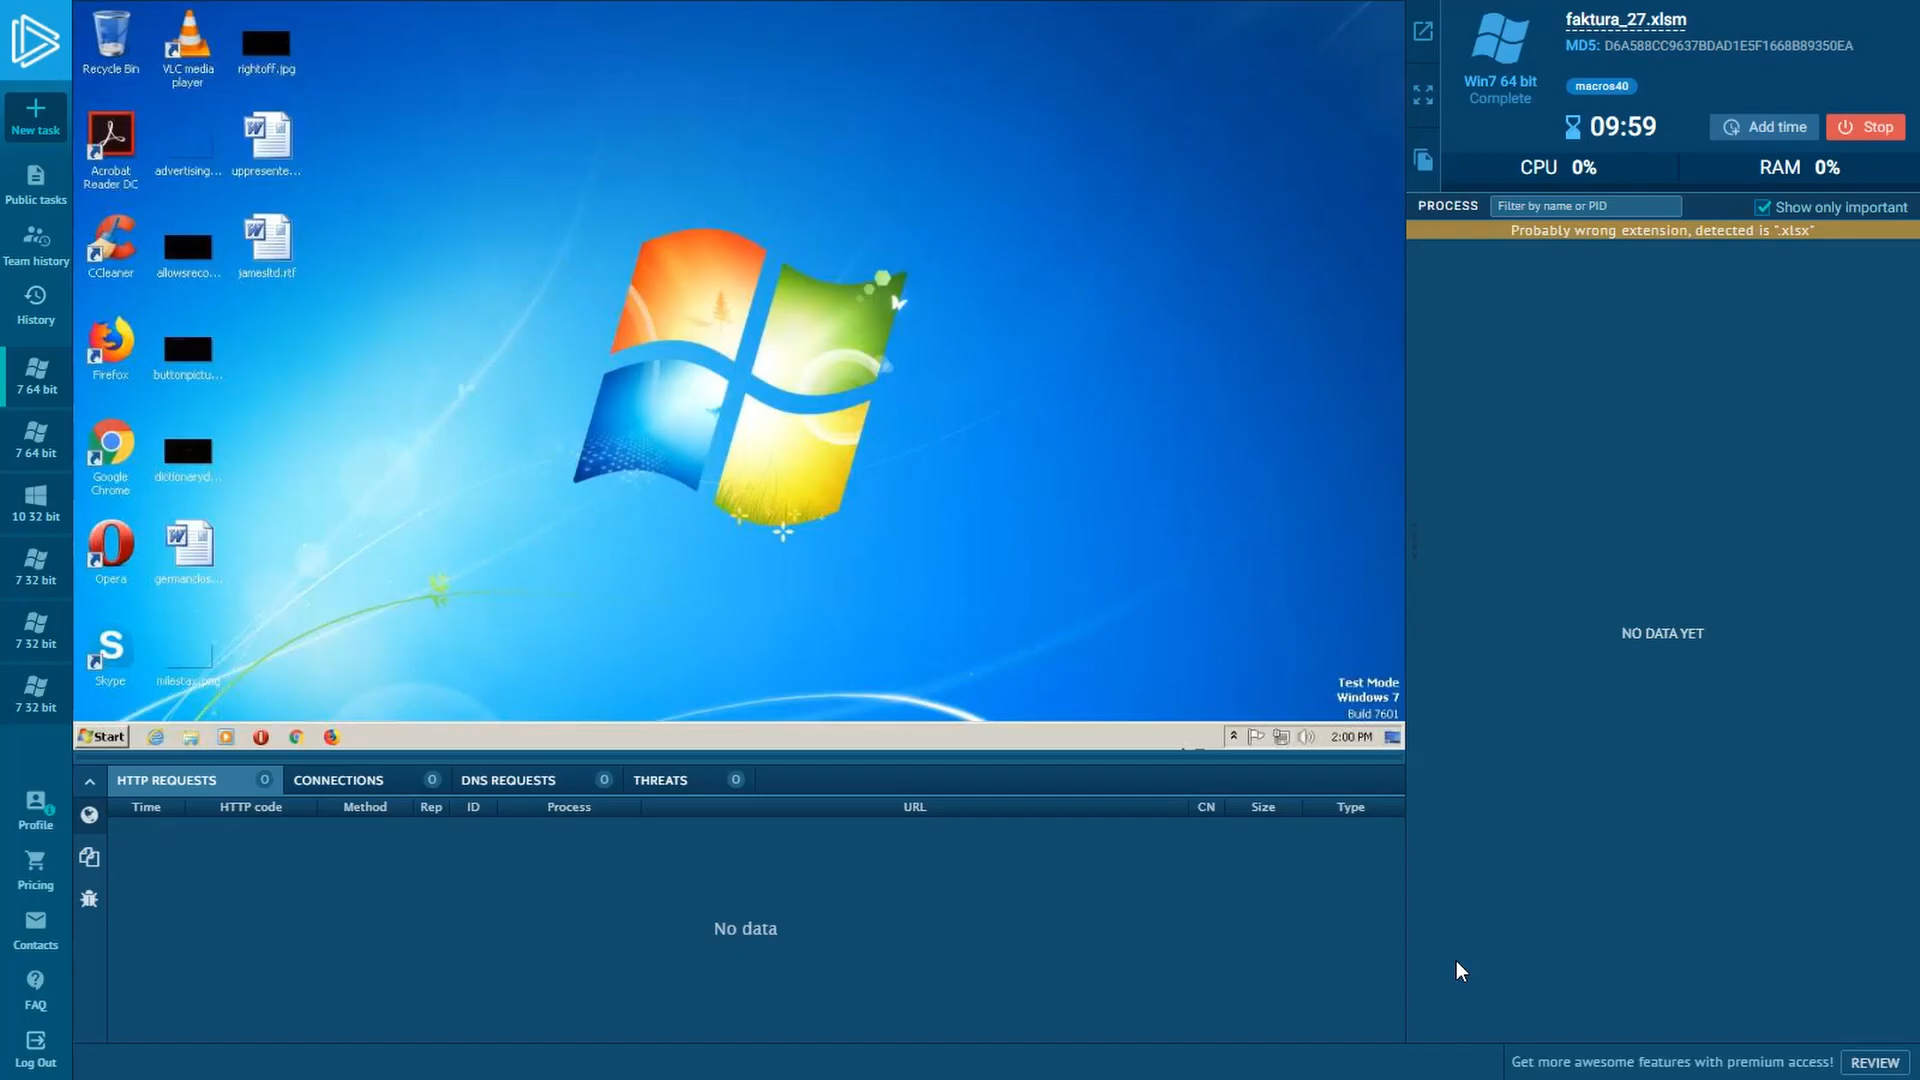 New task
Public tasks
Team history
History
7 64 bit
7 64 bit
10 32 bit
7 32 bit
7 32 bit
7 32 bit
Profile
Pricing
Contacts
FAQ
Log Out
Recycle Bin
VLC media
player
rightoff.jpg
Acrobat
Reader DC
advertising...
uppresente...
CCleaner
allowsreco...
jamesltd.rtf
Firefox
buttonpictu...
Google
Chrome
dictionaryd...
Opera
germanclos...
Skype
milestax.png
Test Mode
Windows 7
Build 7601
Start
2:00 PM
HTTP REQUESTS 0
CONNECTIONS 0
DNS REQUESTS 0
THREATS 0
Time HTTP code Method Rep ID Process URL CN Size Type
No data
Win7 64 bit
Complete
faktura_27.xlsm
MD5: D6A588CC9637BDAD1E5F1668B89350EA
macros40
09:59
Add time
Stop
CPU 0%
RAM 0%
PROCESS
Filter by name or PID
Show only important
Probably wrong extension, detected is ".xlsx"
NO DATA YET
Get more awesome features with premium access!
REVIEW